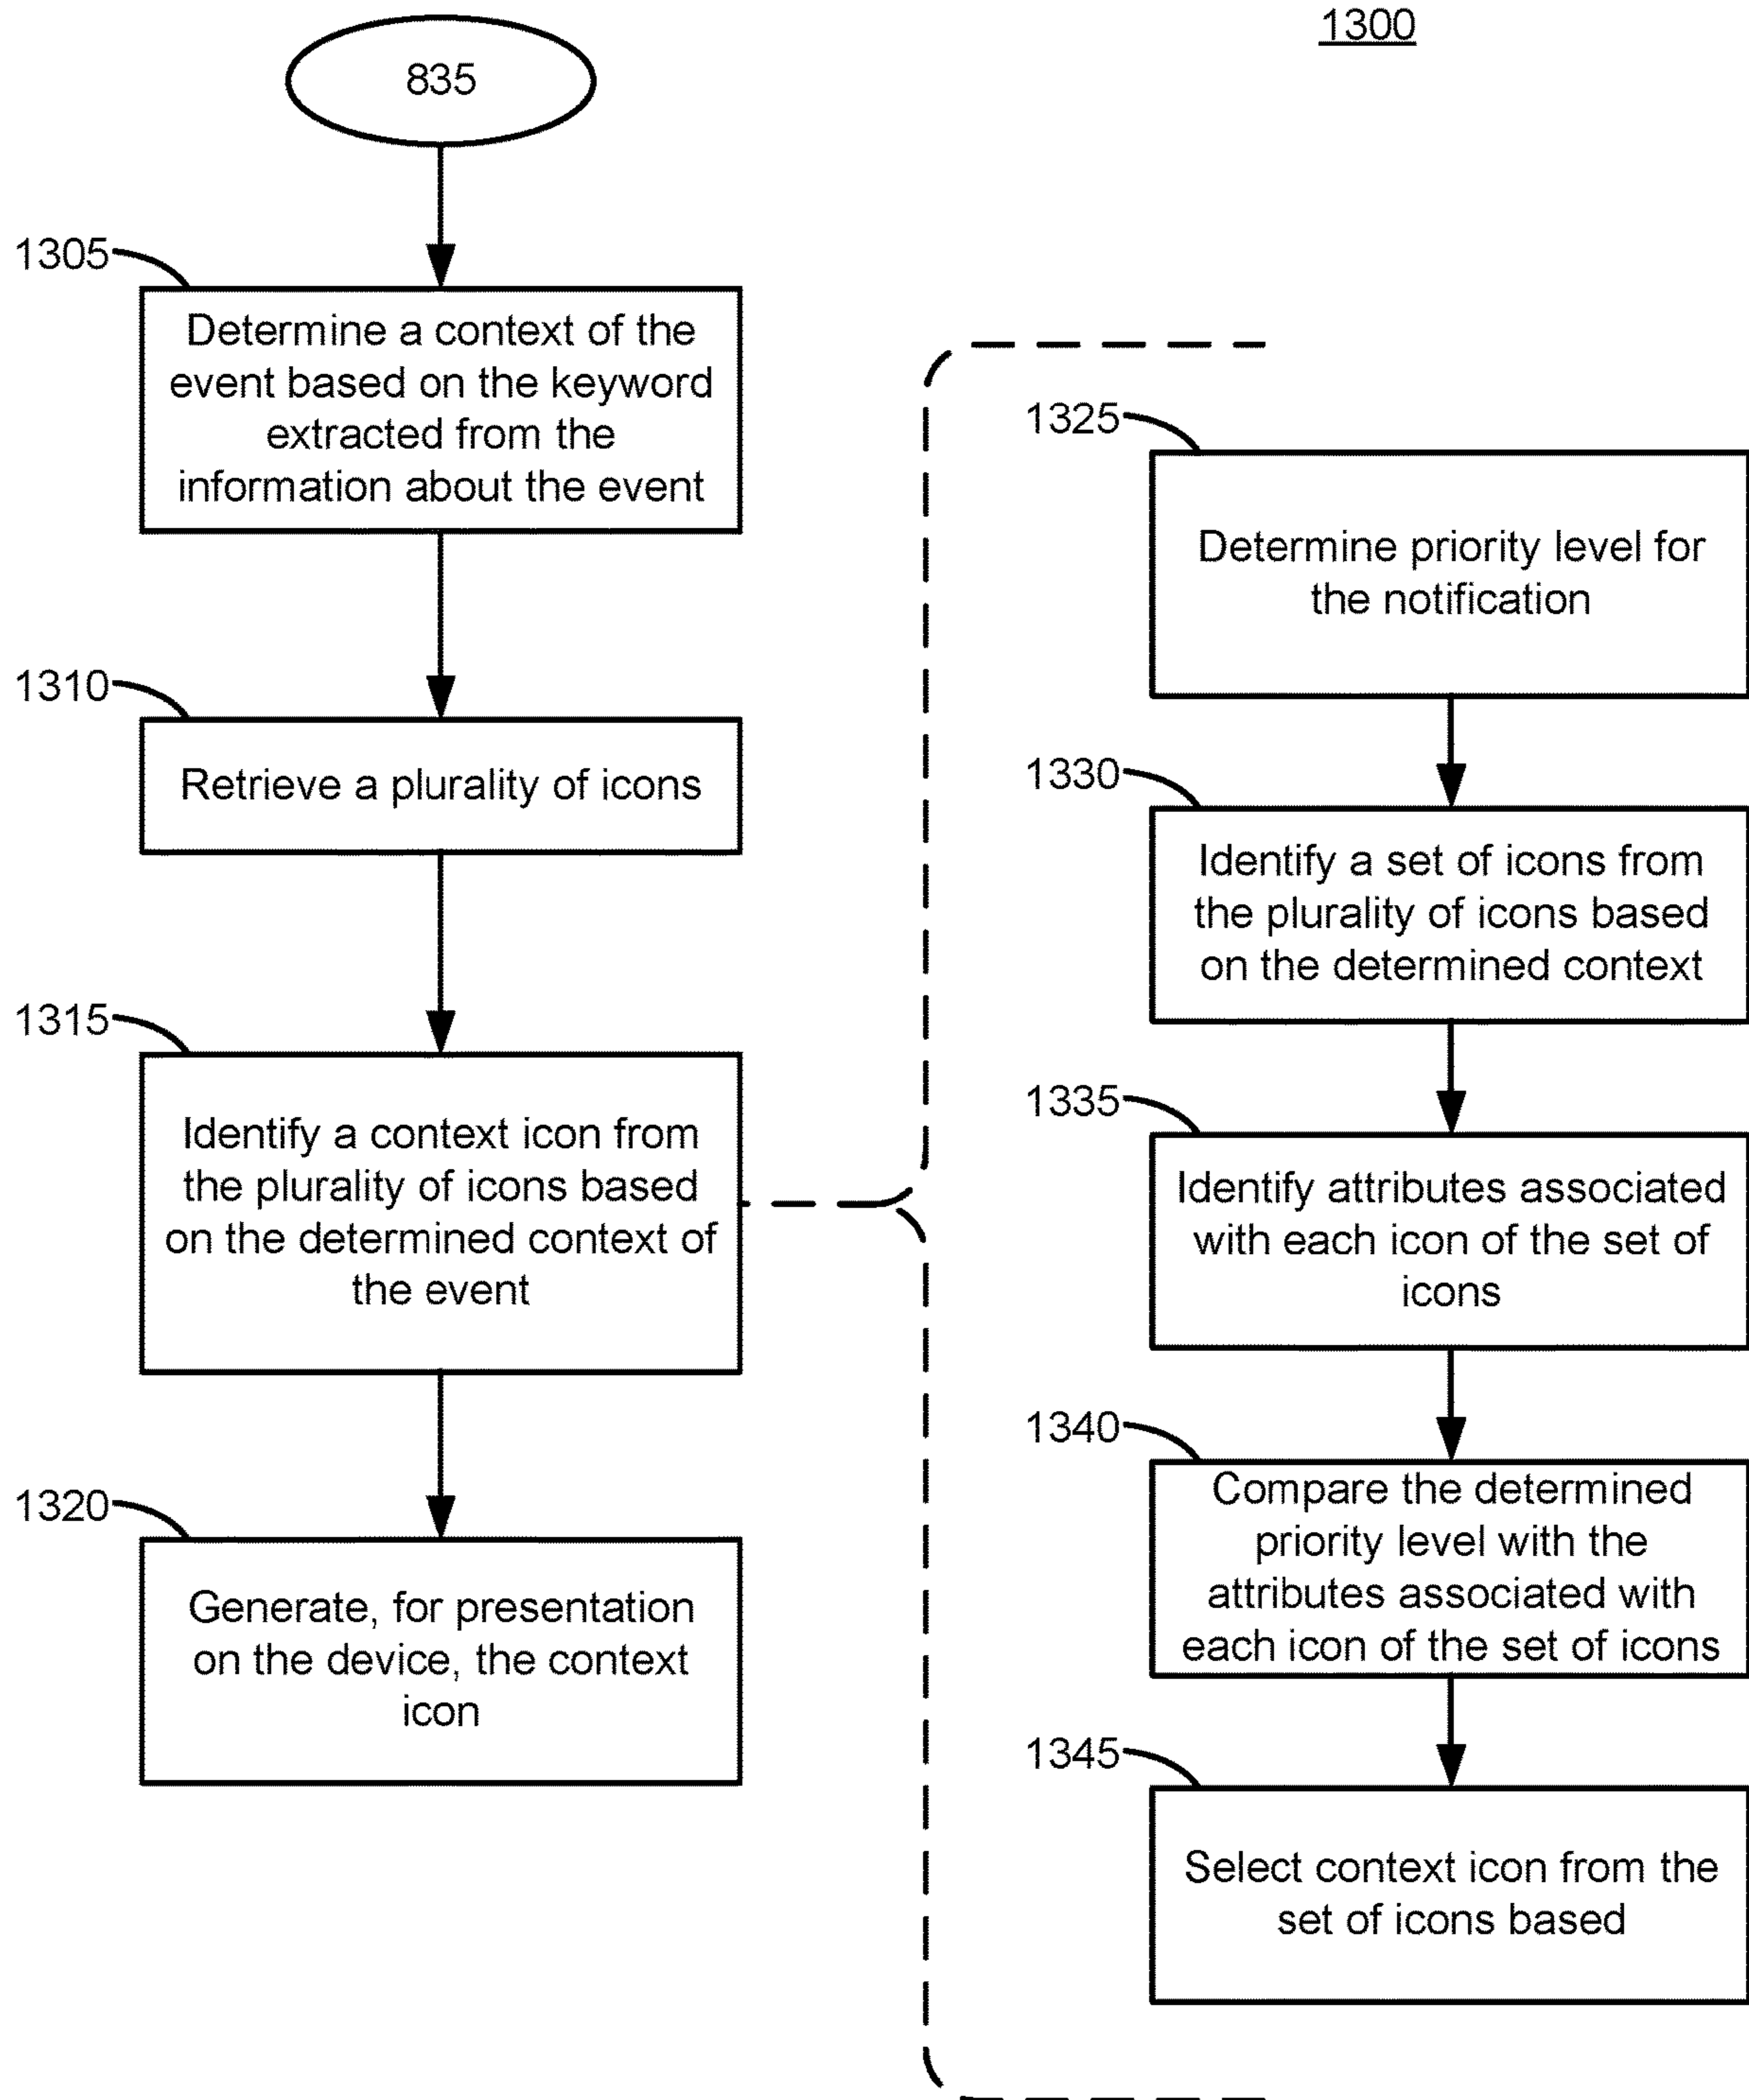 1300
835
1305
Determine a context of the
event based on the keyword
extracted from the
information about the event
1310
Retrieve a plurality of icons
1315
Identify a context icon from
the plurality of icons based
on the determined context of
the event
1320
Generate, for presentation
on the device, the context
icon
1325
Determine priority level for
the notification
1330
Identify a set of icons from
the plurality of icons based
on the determined context
1335
Identify attributes associated
with each icon of the set of
icons
1340
Compare the determined
priority level with the
attributes associated with
each icon of the set of icons
1345
Select context icon from the
set of icons based